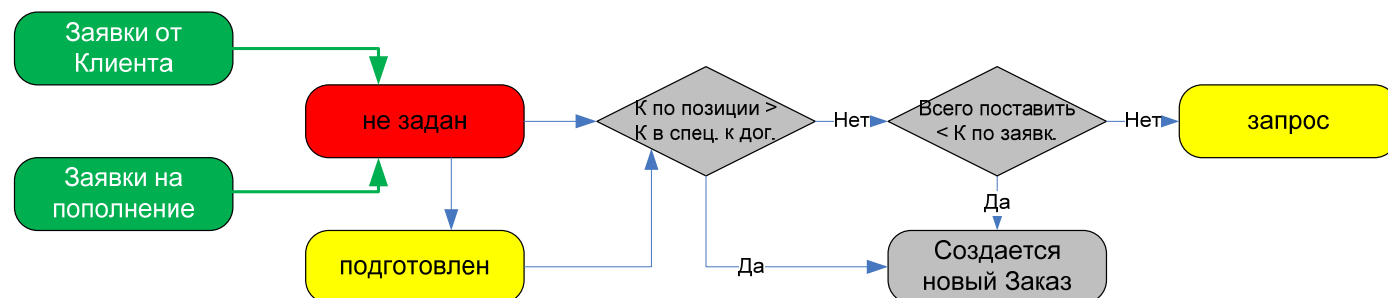 Заявки от
Клиента
не задан
К по позиции >
К в спец. к дог.
Нет
Всего поставить
< К по заявк.
Нет
запрос
Заявки на
пополнение
Да
подготовлен
Да
Создается
новый Заказ